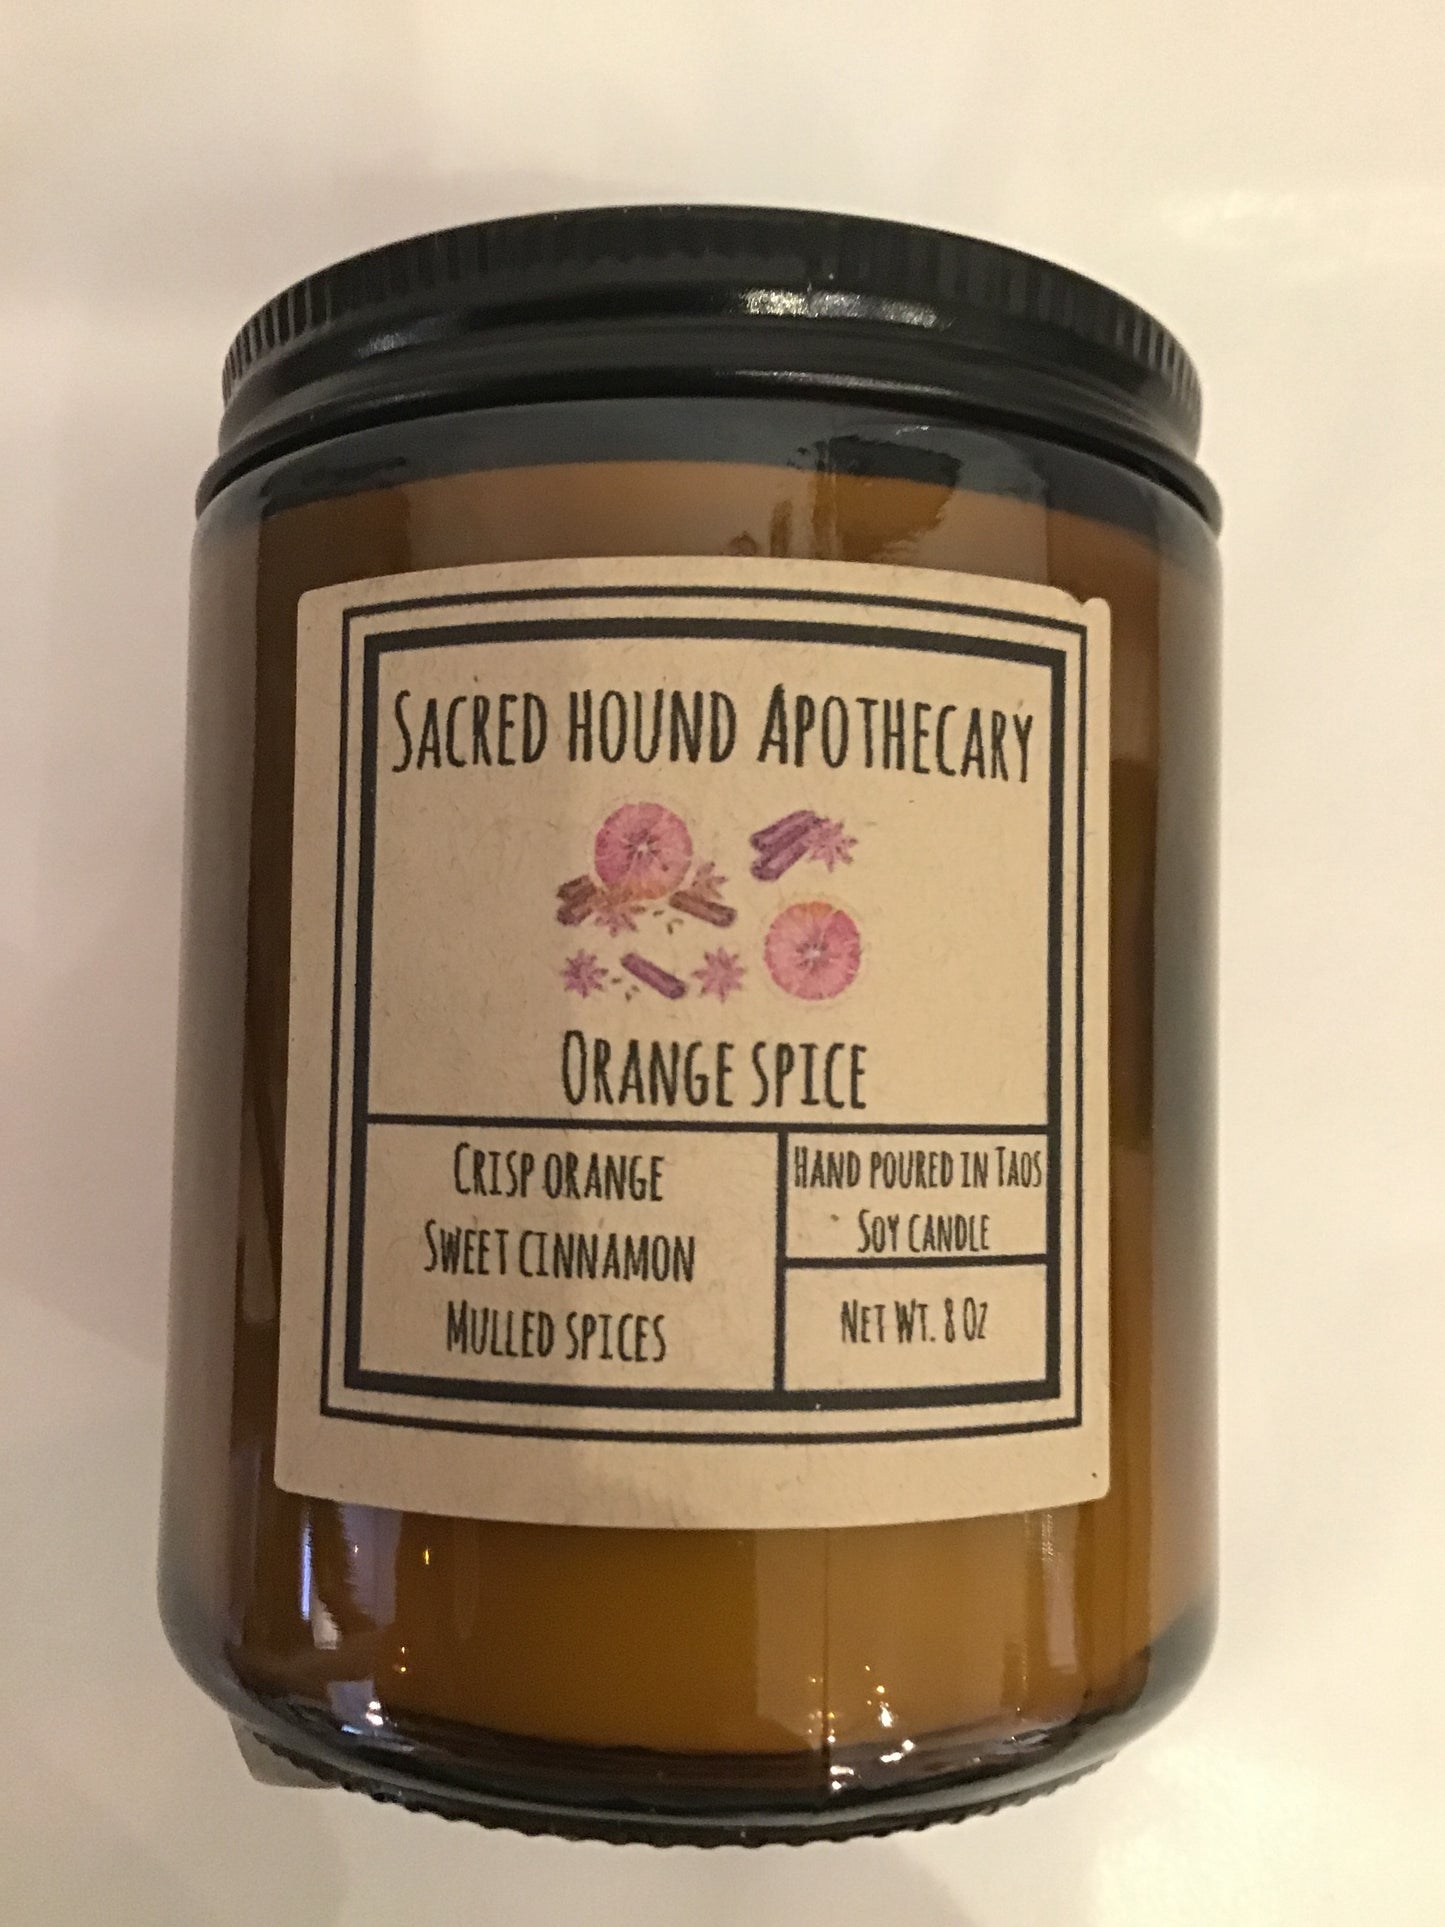 Sacred hound Apothecary
Orange spice
Crisp orange
Sweet cinnamon
Mulled spices
Hand poured in Taos
Soy candle
Net Wt. 8 Oz